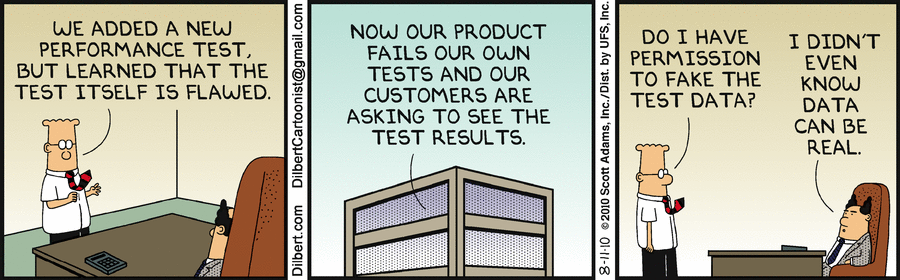 WE ADDED A NEW
PERFORMANCE TEST,
BUT LEARNED THAT THE
TEST ITSELF IS FLAWED.
Dilbert.com DilbertCartoonist@gmail.com
NOW OUR PRODUCT
FAILS OUR OWN
TESTS AND OUR
CUSTOMERS ARE
ASKING TO SEE THE
TEST RESULTS.
8-11-10 © 2010 Scott Adams, Inc./Dist. by UFS, Inc.
DO I HAVE
PERMISSION
TO FAKE THE
TEST DATA?
I DIDN'T
EVEN
KNOW
DATA
CAN BE
REAL.